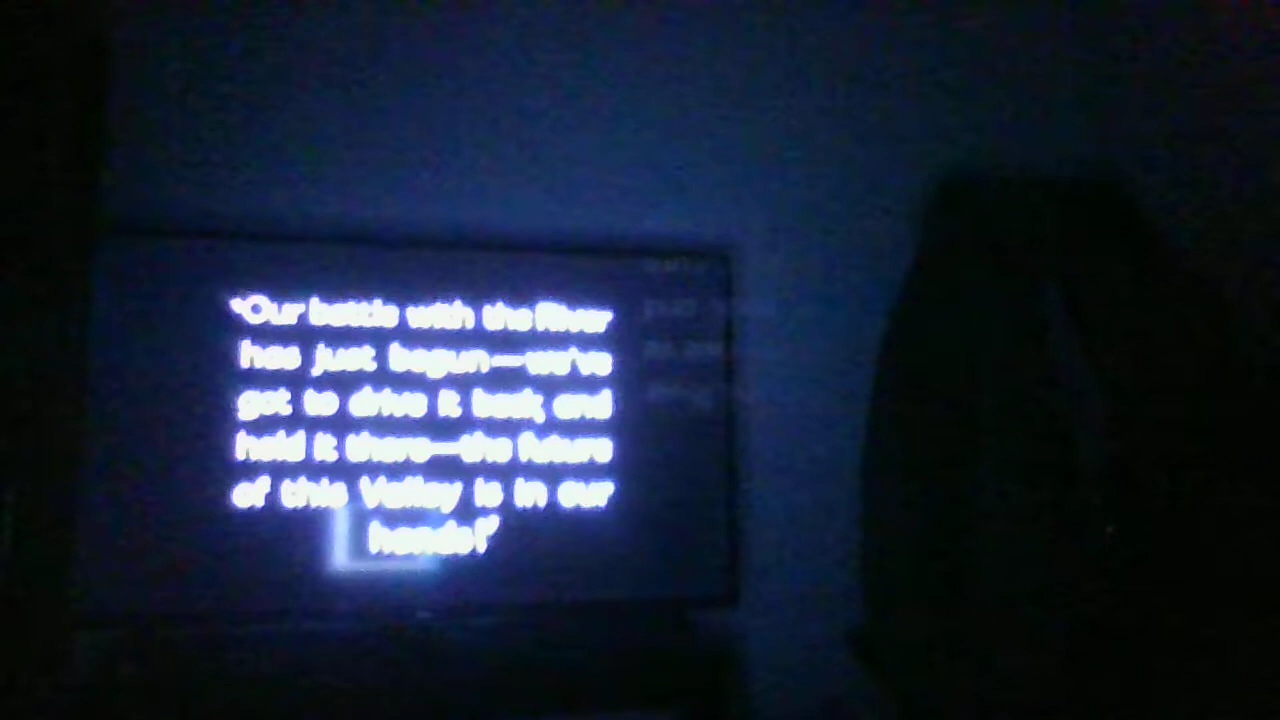 "Our battle with the River
has just begun—we've
got to drive it back, and
hold it there—the future
of this Valley is in our
hands!"